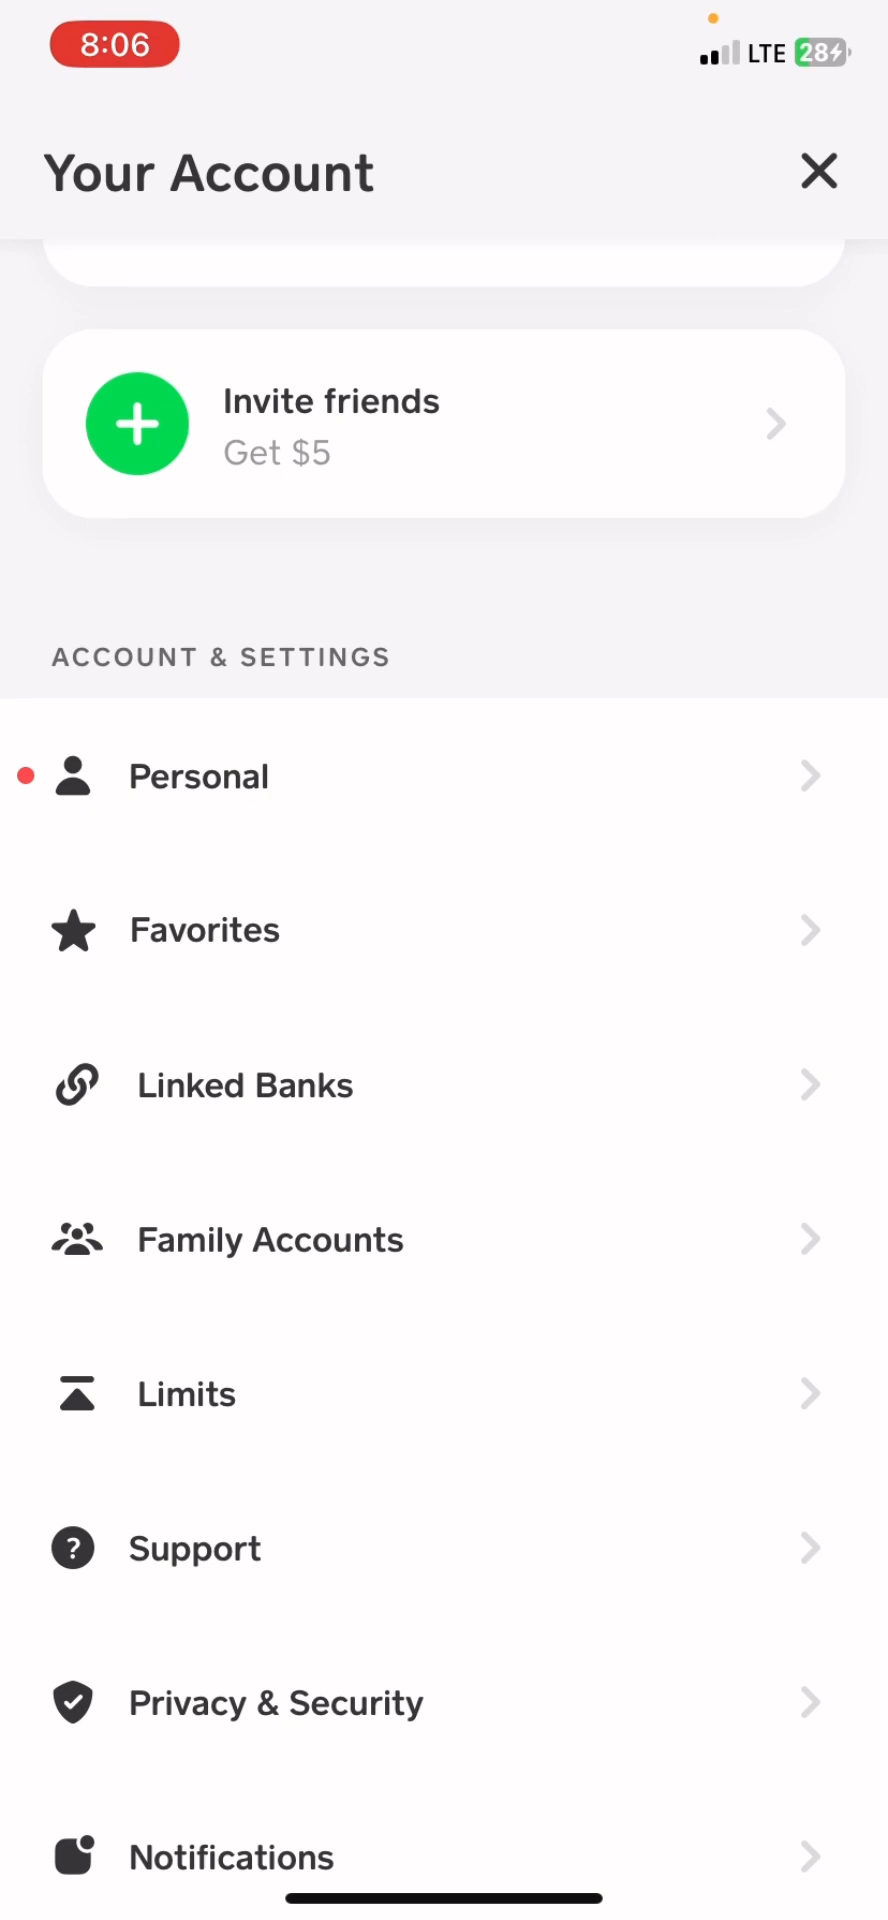 8:06
LTE 28
Your Account
Invite friends
Get $5
ACCOUNT & SETTINGS
Personal
Favorites
Linked Banks
Family Accounts
Limits
Support
Privacy & Security
Notifications